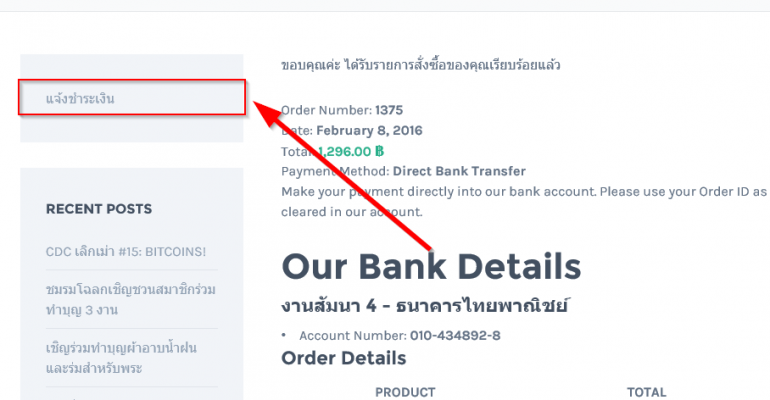 แจ้งชำระเงิน
RECENT POSTS
CDC เลิกเม่า #15: BITCOINS!
ชมรมโฉลกเชิญชวนสมาชิกร่วม
ทำบุญ 3 งาน
เชิญร่วมทำบุญผ้าอาบน้ำฝน
และร่มสำหรับพระ
ขอบคุณค่ะ ได้รับรายการสั่งซื้อของคุณเรียบร้อยแล้ว
Order Number: 1375
Date: February 8, 2016
Total: 1,296.00 ฿
Payment Method: Direct Bank Transfer
Make your payment directly into our bank account. Please use your Order ID as
cleared in our account.
Our Bank Details
งานสัมนา 4 – ธนาคารไทยพาณิชย์
• Account Number: 010-434892-8
Order Details
PRODUCT TOTAL